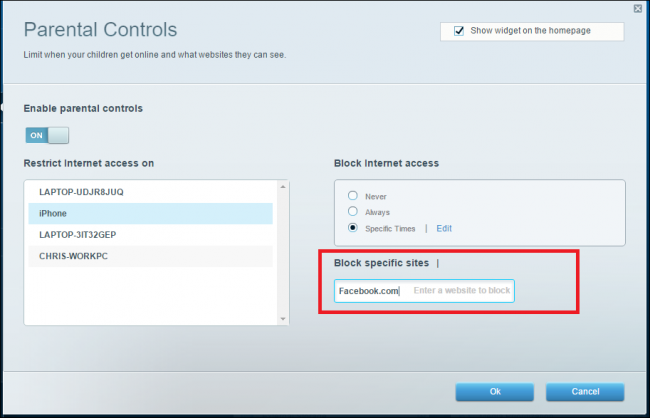 Parental Controls
Show widget on the homepage
Limit when your children get online and what websites they can see.
Enable parental controls
ON
Restrict Internet access on
LAPTOP-UDJR8JUQ
iPhone
LAPTOP-3IT32GEP
CHRIS-WORKPC
Block Internet access
Never
Always
Specific Times | Edit
Block specific sites |
Facebook.com Enter a website to block
Ok
Cancel